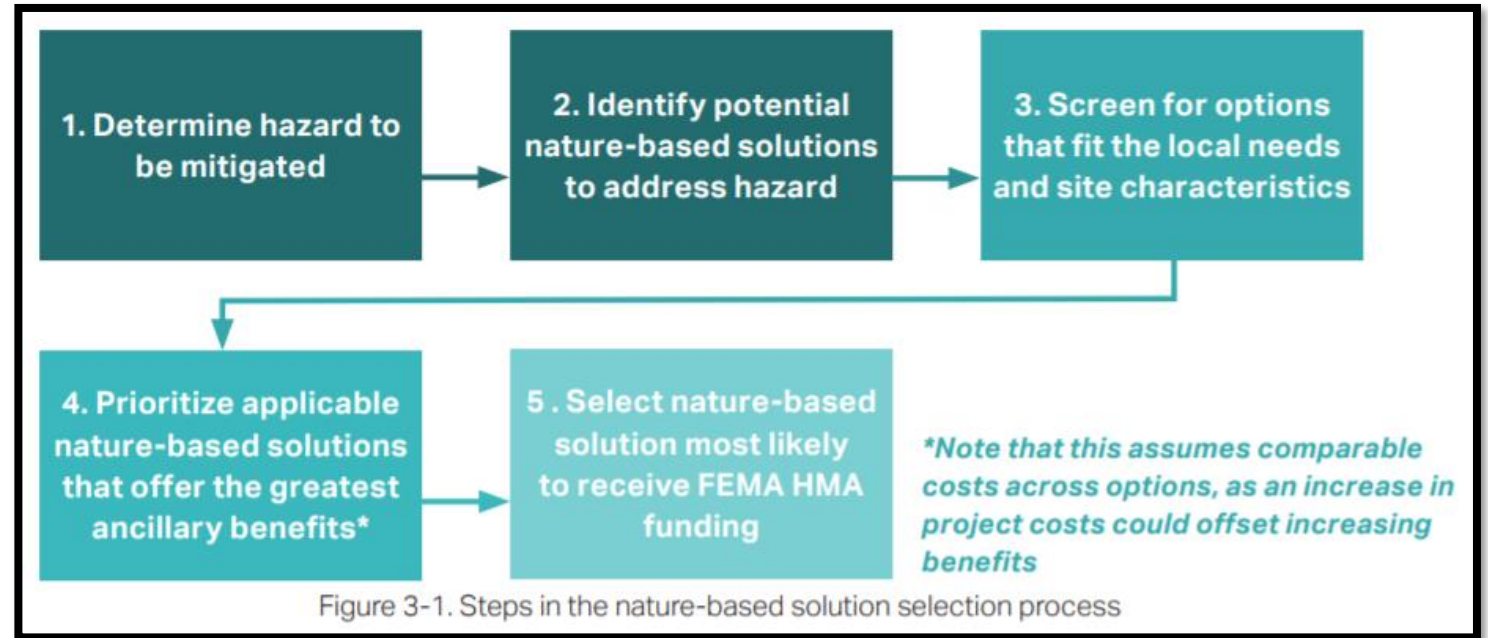 1. Determine hazard to
be mitigated
2. Identify potential
nature-based solutions
to address hazard
3. Screen for options
that fit the local needs
and site characteristics
4. Prioritize applicable
nature-based solutions
that offer the greatest
ancillary benefits*
5 . Select nature-based
solution most likely
to receive FEMA HMA
funding
*Note that this assumes comparable
costs across options, as an increase in
project costs could offset increasing
benefits
Figure 3-1. Steps in the nature-based solution selection process